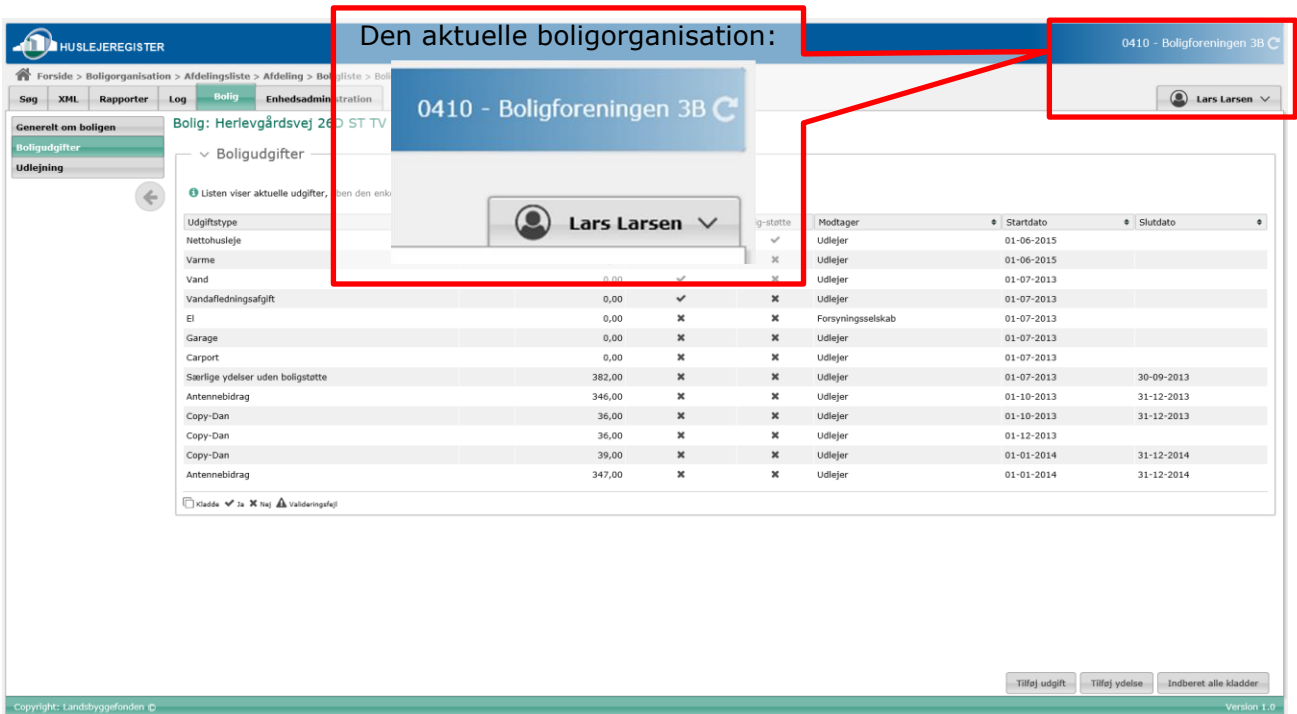 Den aktuelle boligorganisation:
0410 - Boligforeningen 3B
Lars Larsen
HUSLEJEREGISTER
0410 - Boligforeningen 3B
Forside > Boligorganisation > Afdelingsliste > Afdeling > Boligliste >
Søg XML Rapporter Log Bolig Enhedsadministration
Lars Larsen
Generelt om boligen
Boligudgifter
Udlejning
Bolig: Herlevgårdsvej 26D ST TV
Boligudgifter
Listen viser aktuelle udgifter, åben den
Udgiftstype Modtager Startdato Slutdato
Nettohusleje Udlejer 01-06-2015
Varme Udlejer 01-06-2015
Vand 0,00 Udlejer 01-07-2013
Vandafledningsafgift 0,00 Udlejer 01-07-2013
El 0,00 Forsyningsselskab 01-07-2013
Garage 0,00 Udlejer 01-07-2013
Carport 0,00 Udlejer 01-07-2013
Særlige ydelser uden boligstøtte 382,00 Udlejer 01-07-2013 30-09-2013
Antennebidrag 346,00 Udlejer 01-10-2013 31-12-2013
Copy-Dan 36,00 Udlejer 01-10-2013 31-12-2013
Copy-Dan 36,00 Udlejer 01-12-2013
Copy-Dan 39,00 Udlejer 01-01-2014 31-12-2014
Antennebidrag 347,00 Udlejer 01-01-2014 31-12-2014
Kladde Ja Nej Valideringsfejl
Tilføj udgift Tilføj ydelse Indberet alle kladder
Copyright: Landsbyggefonden © Version 1.0